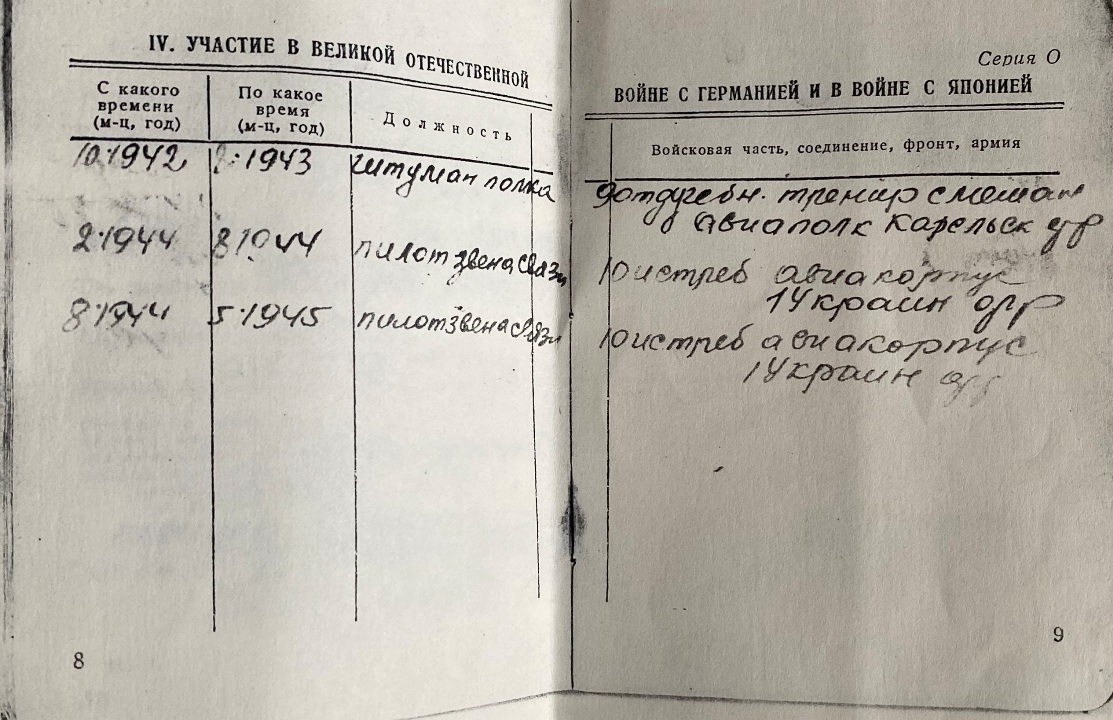 IV. УЧАСТИЕ В ВЕЛИКОЙ ОТЕЧЕСТВЕННОЙ
С какого
времени
(м-ц, год)
По какое
время
(м-ц, год)
Должность
10.1942 1943 штурман полка
2.1944 8 1944 пилот звена связи
8.1944 5.1945 пилот звена связи
8
Серия О
ВОЙНЕ С ГЕРМАНИЕЙ И В ВОЙНЕ С ЯПОНИЕЙ
Войсковая часть, соединение, фронт, армия
учебн. тренир смешан
авиаполк Карельск фр
10 истреб авиакорпус
1 Украин фр
10 истреб авиакорпус
1 Украин фр
9